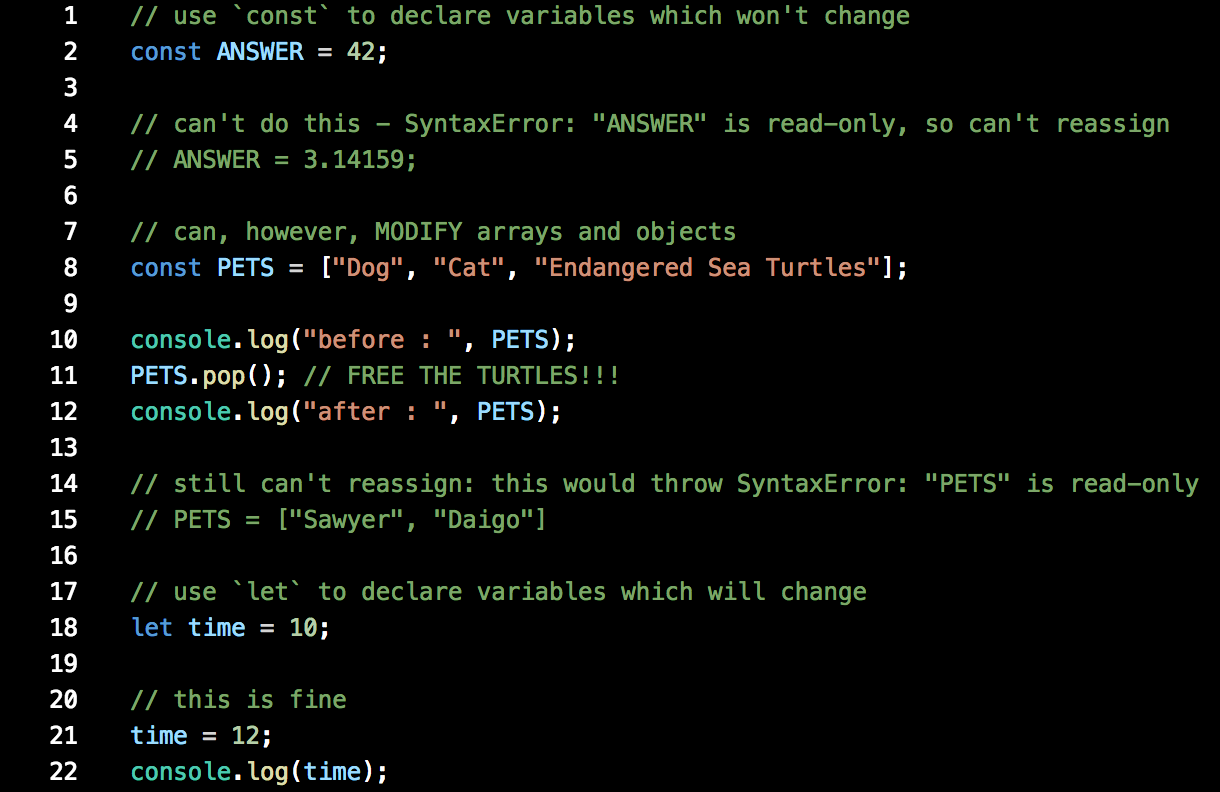 1 // use `const` to declare variables which won't change
2 const ANSWER = 42;
3
4 // can't do this – SyntaxError: "ANSWER" is read-only, so can't reassign
5 // ANSWER = 3.14159;
6
7 // can, however, MODIFY arrays and objects
8 const PETS = ["Dog", "Cat", "Endangered Sea Turtles"];
9
10 console.log("before : ", PETS);
11 PETS.pop(); // FREE THE TURTLES!!!
12 console.log("after : ", PETS);
13
14 // still can't reassign: this would throw SyntaxError: "PETS" is read-only
15 // PETS = ["Sawyer", "Daigo"]
16
17 // use `let` to declare variables which will change
18 let time = 10;
19
20 // this is fine
21 time = 12;
22 console.log(time);